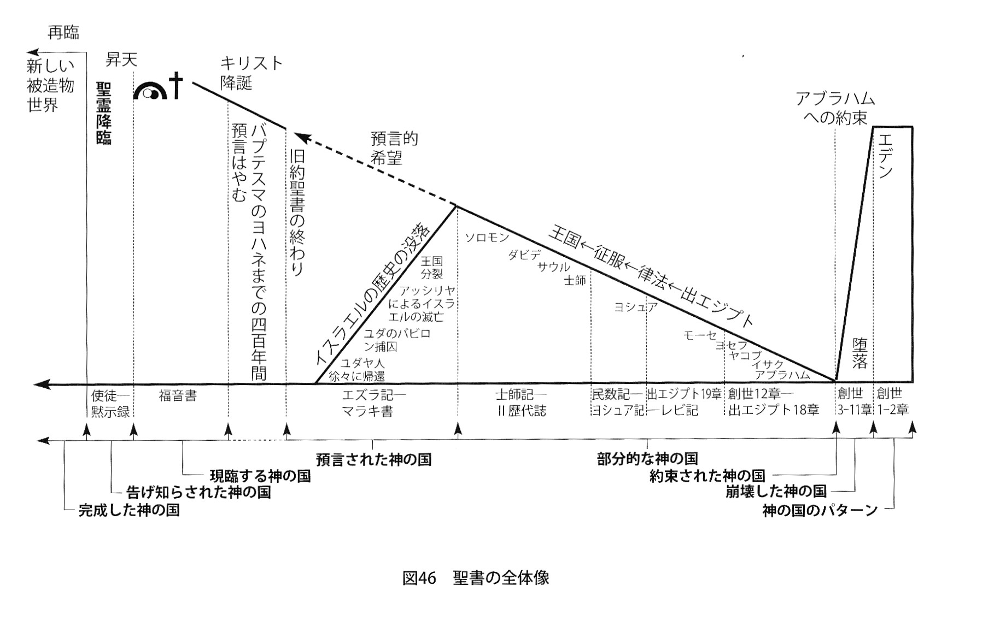 再臨
新しい
被造物
世界
昇天
聖霊降臨
キリスト
降誕
バプテスマのヨハネまでの四百年間
預言はやむ
旧約聖書の終わり
預言的
希望
アブラハム
への約束
エデン
堕落
王国←征服←律法←出エジプト
イスラエルの歴史の没落
ソロモン
ダビデ
サウル
士師
ヨシュア
モーセ
ヨセフ
ヤコブ
イサク
アブラハム
王国
分裂
アッシリヤ
によるイスラ
エルの滅亡
ユダのバビロ
ン捕囚
ユダヤ人
徐々に帰還
使徒―
黙示録
福音書
エズラ記―
マラキ書
士師記―
Ⅱ歴代誌
民数記―
ヨシュア記
出エジプト19章
―レビ記
創世12章―
出エジプト18章
創世
3-11章
創世
1-2章
預言された神の国
部分的な神の国
現臨する神の国
約束された神の国
告げ知らされた神の国
崩壊した神の国
完成した神の国
神の国のパターン
図46　聖書の全体像